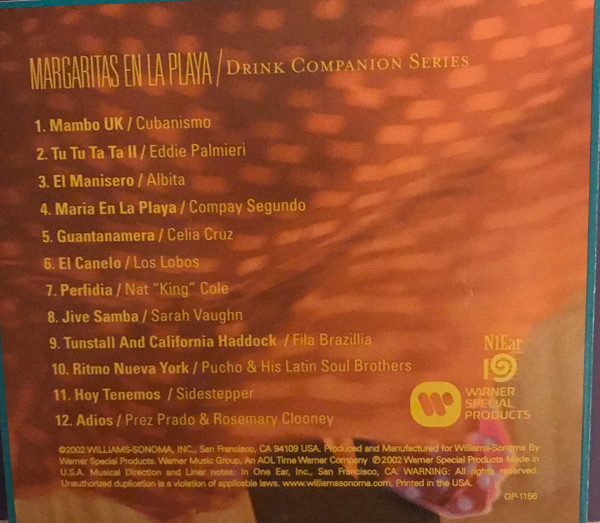 MARGARITAS EN LA PLAYA / DRINK COMPANION SERIES
1. Mambo UK / Cubanismo
2. Tu Tu Ta Ta II / Eddie Palmieri
3. El Manisero / Albita
4. Maria En La Playa / Compay Segundo
5. Guantanamera / Celia Cruz
6. El Canelo / Los Lobos
7. Perfidia / Nat "King" Cole
8. Jive Samba / Sarah Vaughn
9. Tunstall And California Haddock / Fila Brazillia
10. Ritmo Nueva York / Pucho & His Latin Soul Brothers
11. Hoy Tenemos / Sidestepper
12. Adios / Prez Prado & Rosemary Clooney
N1Ear
WARNER
SPECIAL
PRODUCTS
©2002 WILLIAMS-SONOMA, INC., San Francisco, CA 94109 USA. Produced and Manufactured for Williams-Sonoma By
Warner Special Products. Warner Music Group, An AOL Time Warner Company ℗2002 Warner Special Products Made in
U.S.A. Musical Direction and Liner notes: In One Ear, Inc., San Francisco, CA. WARNING: All rights reserved.
Unauthorized duplication is a violation of applicable laws. www.williamssonoma.com, Printed in the USA.
OP-1156